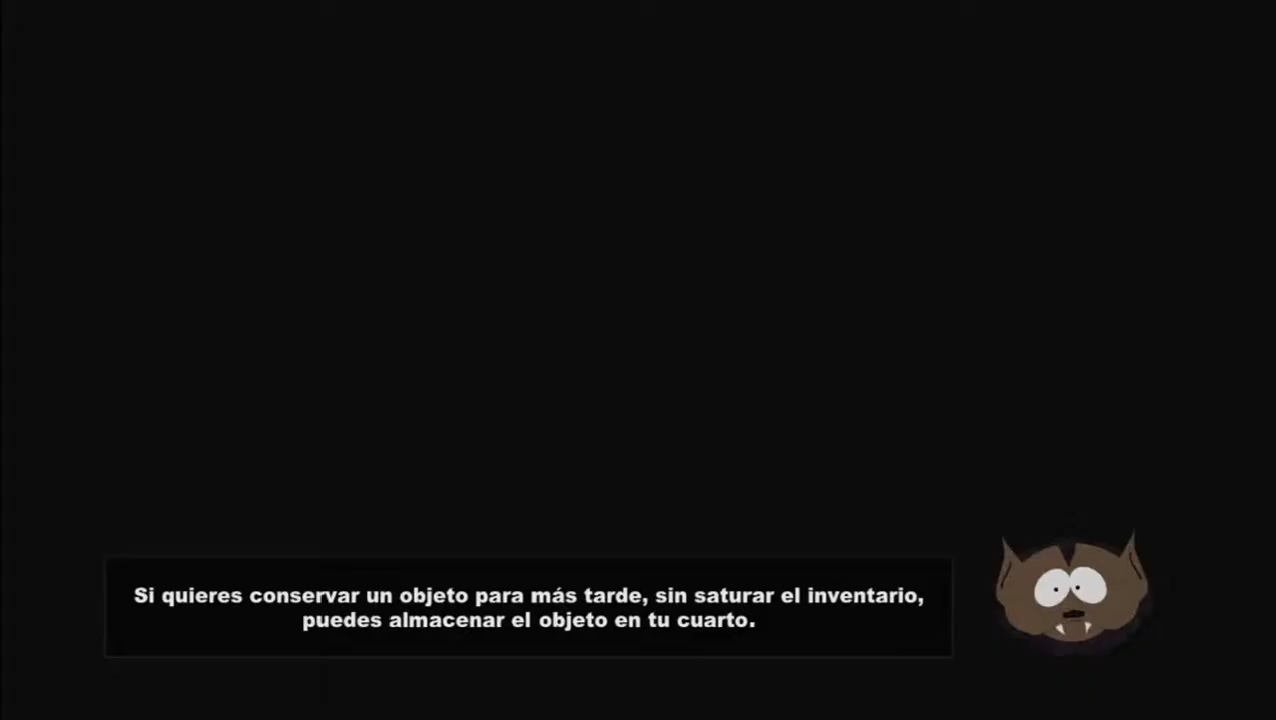 Si quieres conservar un objeto para más tarde, sin saturar el inventario,
puedes almacenar el objeto en tu cuarto.